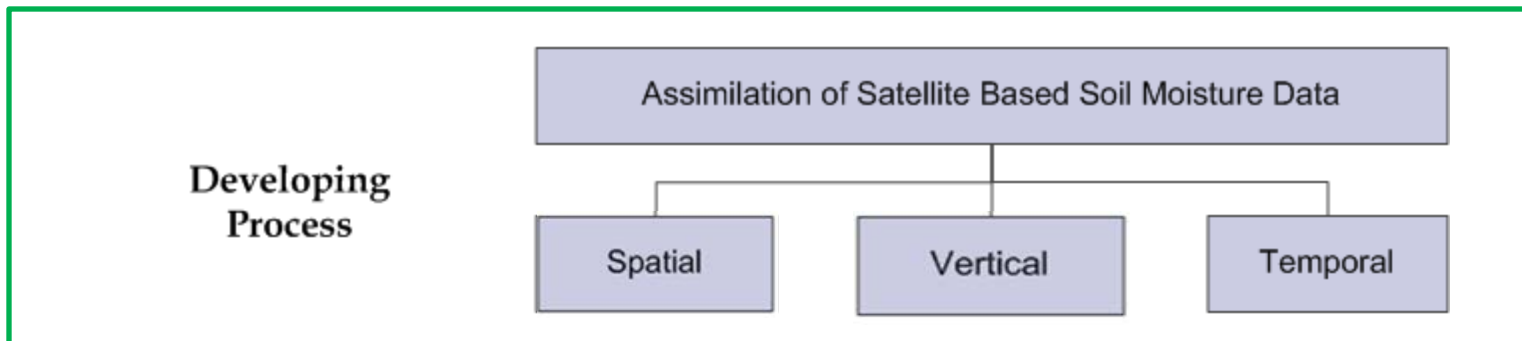 Assimilation of Satellite Based Soil Moisture Data
Developing
Process
Spatial
Vertical
Temporal